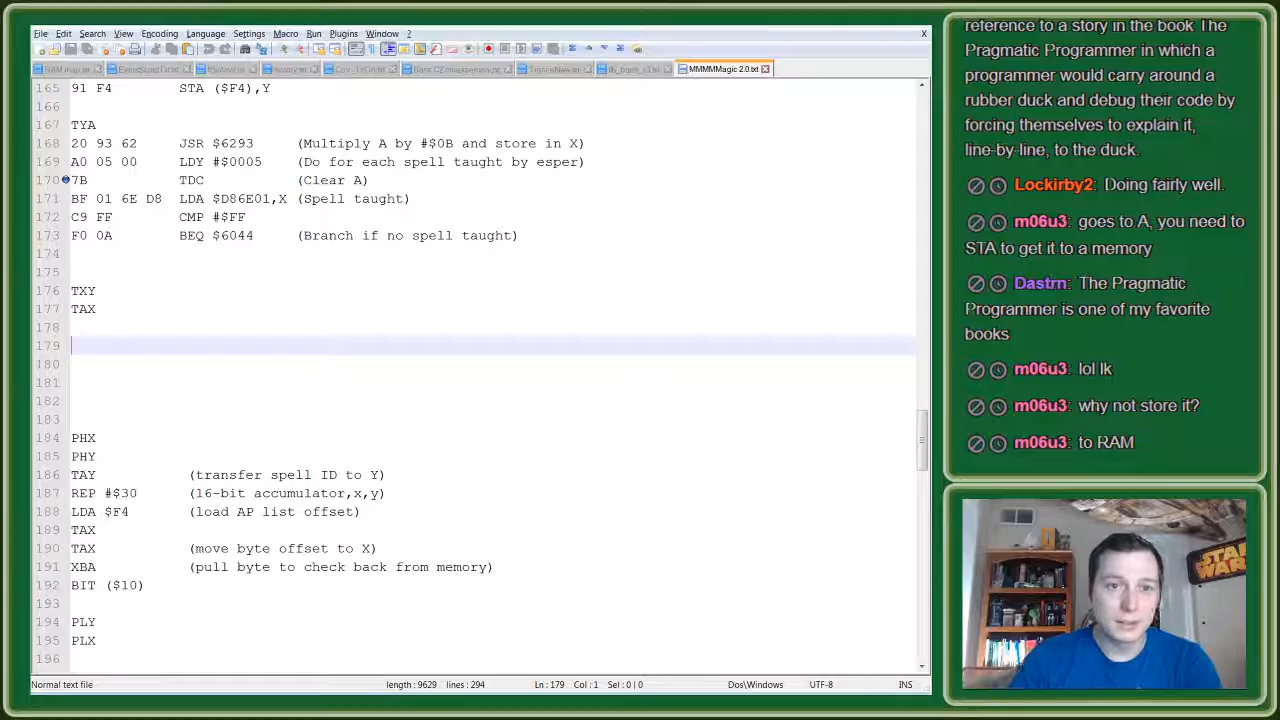 File Edit Search View Encoding Language Settings Macro Run Plugins Window ? X
MMMMMagic 2.0.txt
165 91 F4 STA ($F4),Y
166
167 TYA
168 20 93 62 JSR $6293 (Multiply A by #$0B and store in X)
169 A0 05 00 LDY #$0005 (Do for each spell taught by esper)
170 7B TDC (Clear A)
171 BF 01 6E D8 LDA $D86E01,X (Spell taught)
172 C9 FF CMP #$FF
173 F0 0A BEQ $6044 (Branch if no spell taught)
174
175
176 TXY
177 TAX
178
179
180
181
182
183
184 PHX
185 PHY
186 TAY (transfer spell ID to Y)
187 REP #$30 (16-bit accumulator,x,y)
188 LDA $F4 (load AP list offset)
189 TAX
190 TAX (move byte offset to X)
191 XBA (pull byte to check back from memory)
192 BIT ($10)
193
194 PLY
195 PLX
196
Normal text file length : 9629 lines : 294 Ln : 179 Col : 1 Sel : 0 | 0 Dos\Windows UTF-8 INS
reference to a story in the book The
Pragmatic Programmer in which a
programmer would carry around a
rubber duck and debug their code by
forcing themselves to explain it,
line-by-line, to the duck.
Lockirby2: Doing fairly well.
m06u3: goes to A, you need to
STA to get it to a memory
Dastrn: The Pragmatic
Programmer is one of my favorite
books
m06u3: lol Ik
m06u3: why not store it?
m06u3: to RAM
STAR
WARS